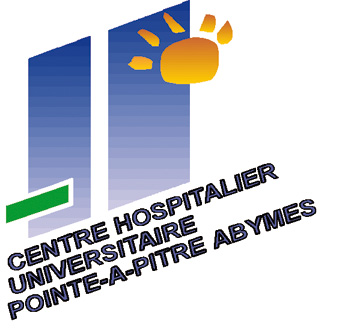 CENTRE HOSPITALIER
UNIVERSITAIRE
POINTE-A-PITRE ABYMES